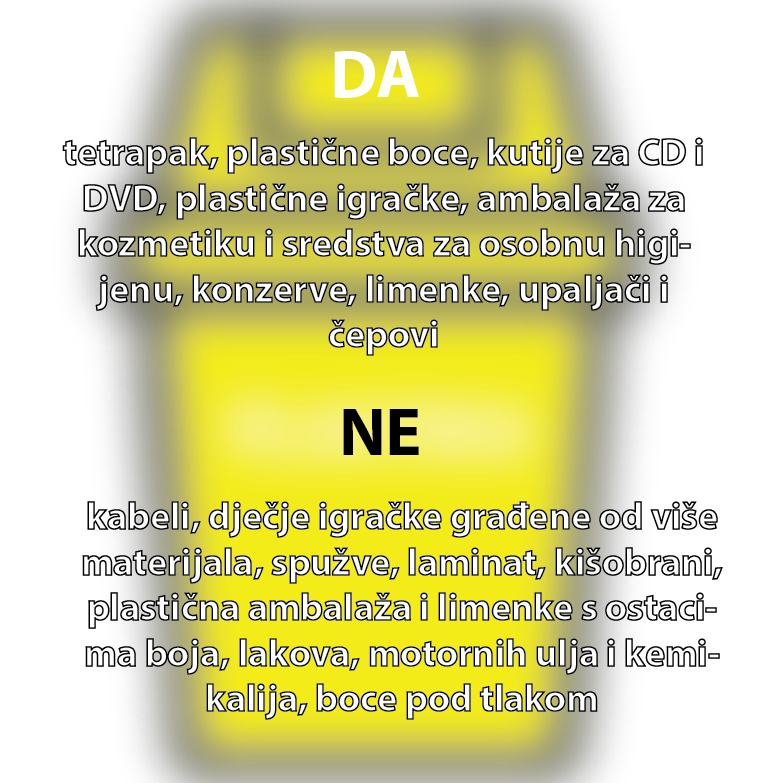 DA
tetrapak, plastične boce, kutije za CD i
DVD, plastične igračke, ambalaža za
kozmetiku i sredstva za osobnu higi-
jenu, konzerve, limenke, upaljači i
čepovi
NE
kabeli, dječje igračke građene od više
materijala, spužve, laminat, kišobrani,
plastična ambalaža i limenke s ostaci-
ma boja, lakova, motornih ulja i kemi-
kalija, boce pod tlakom